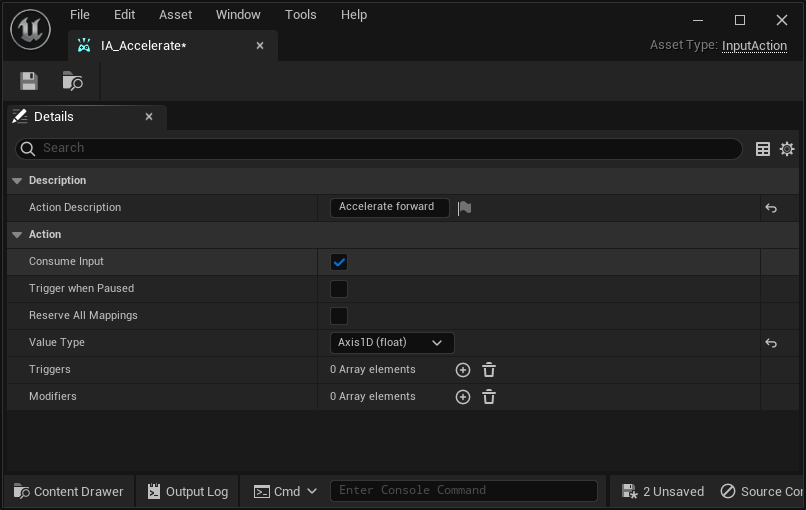 File Edit Asset Window Tools Help
IA_Accelerate*
Asset Type: InputAction
Details
Search
Description
Action Description Accelerate forward
Action
Consume Input
Trigger when Paused
Reserve All Mappings
Value Type Axis1D (float)
Triggers 0 Array elements
Modifiers 0 Array elements
Content Drawer Output Log Cmd Enter Console Command 2 Unsaved Source Co